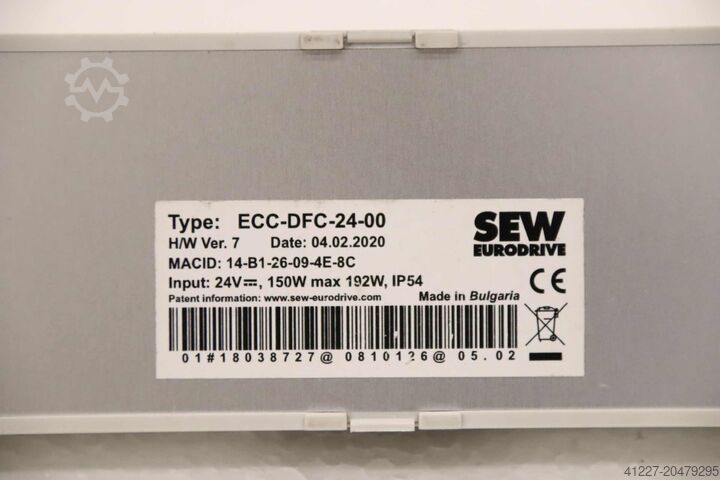 Type: ECC-DFC-24-00
SEW
EURODRIVE
H/W Ver. 7 Date: 04.02.2020
MACID: 14-B1-26-09-4E-8C
Input: 24V⎓, 150W max 192W, IP54
Patent information: www.sew-eurodrive.com Made in Bulgaria
CE
01#18038727@0810126@05.02
41227-20479295